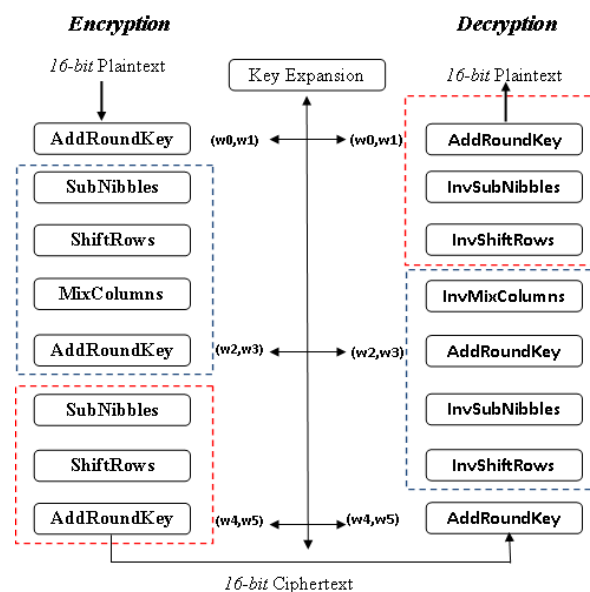 Encryption
Decryption
16-bit Plaintext
Key Expansion
16-bit Plaintext
AddRoundKey
(w0,w1)
(w0,w1)
AddRoundKey
SubNibbles
InvSubNibbles
ShiftRows
InvShiftRows
MixColumns
InvMixColumns
AddRoundKey
(w2,w3)
(w2,w3)
AddRoundKey
SubNibbles
InvSubNibbles
ShiftRows
InvShiftRows
AddRoundKey
(w4,w5)
(w4,w5)
AddRoundKey
16-bit Ciphertext